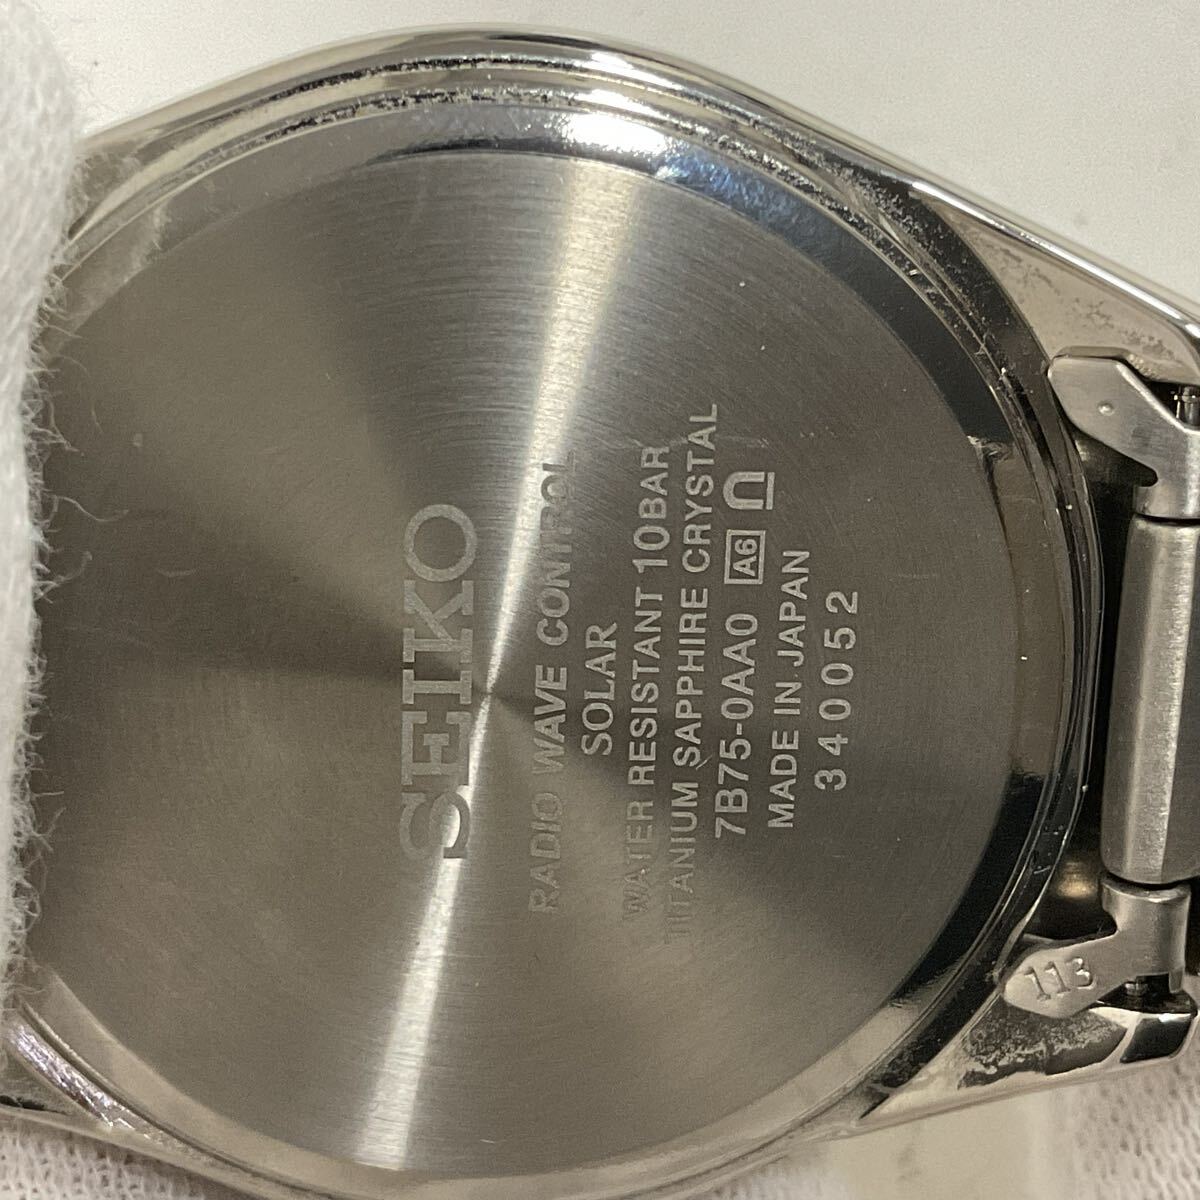 SEIKO
RADIO WAVE CONTROL
SOLAR
WATER RESISTANT 10BAR
TITANIUM SAPPHIRE CRYSTAL
7B75-0AA0 A6
MADE IN JAPAN
340052
113